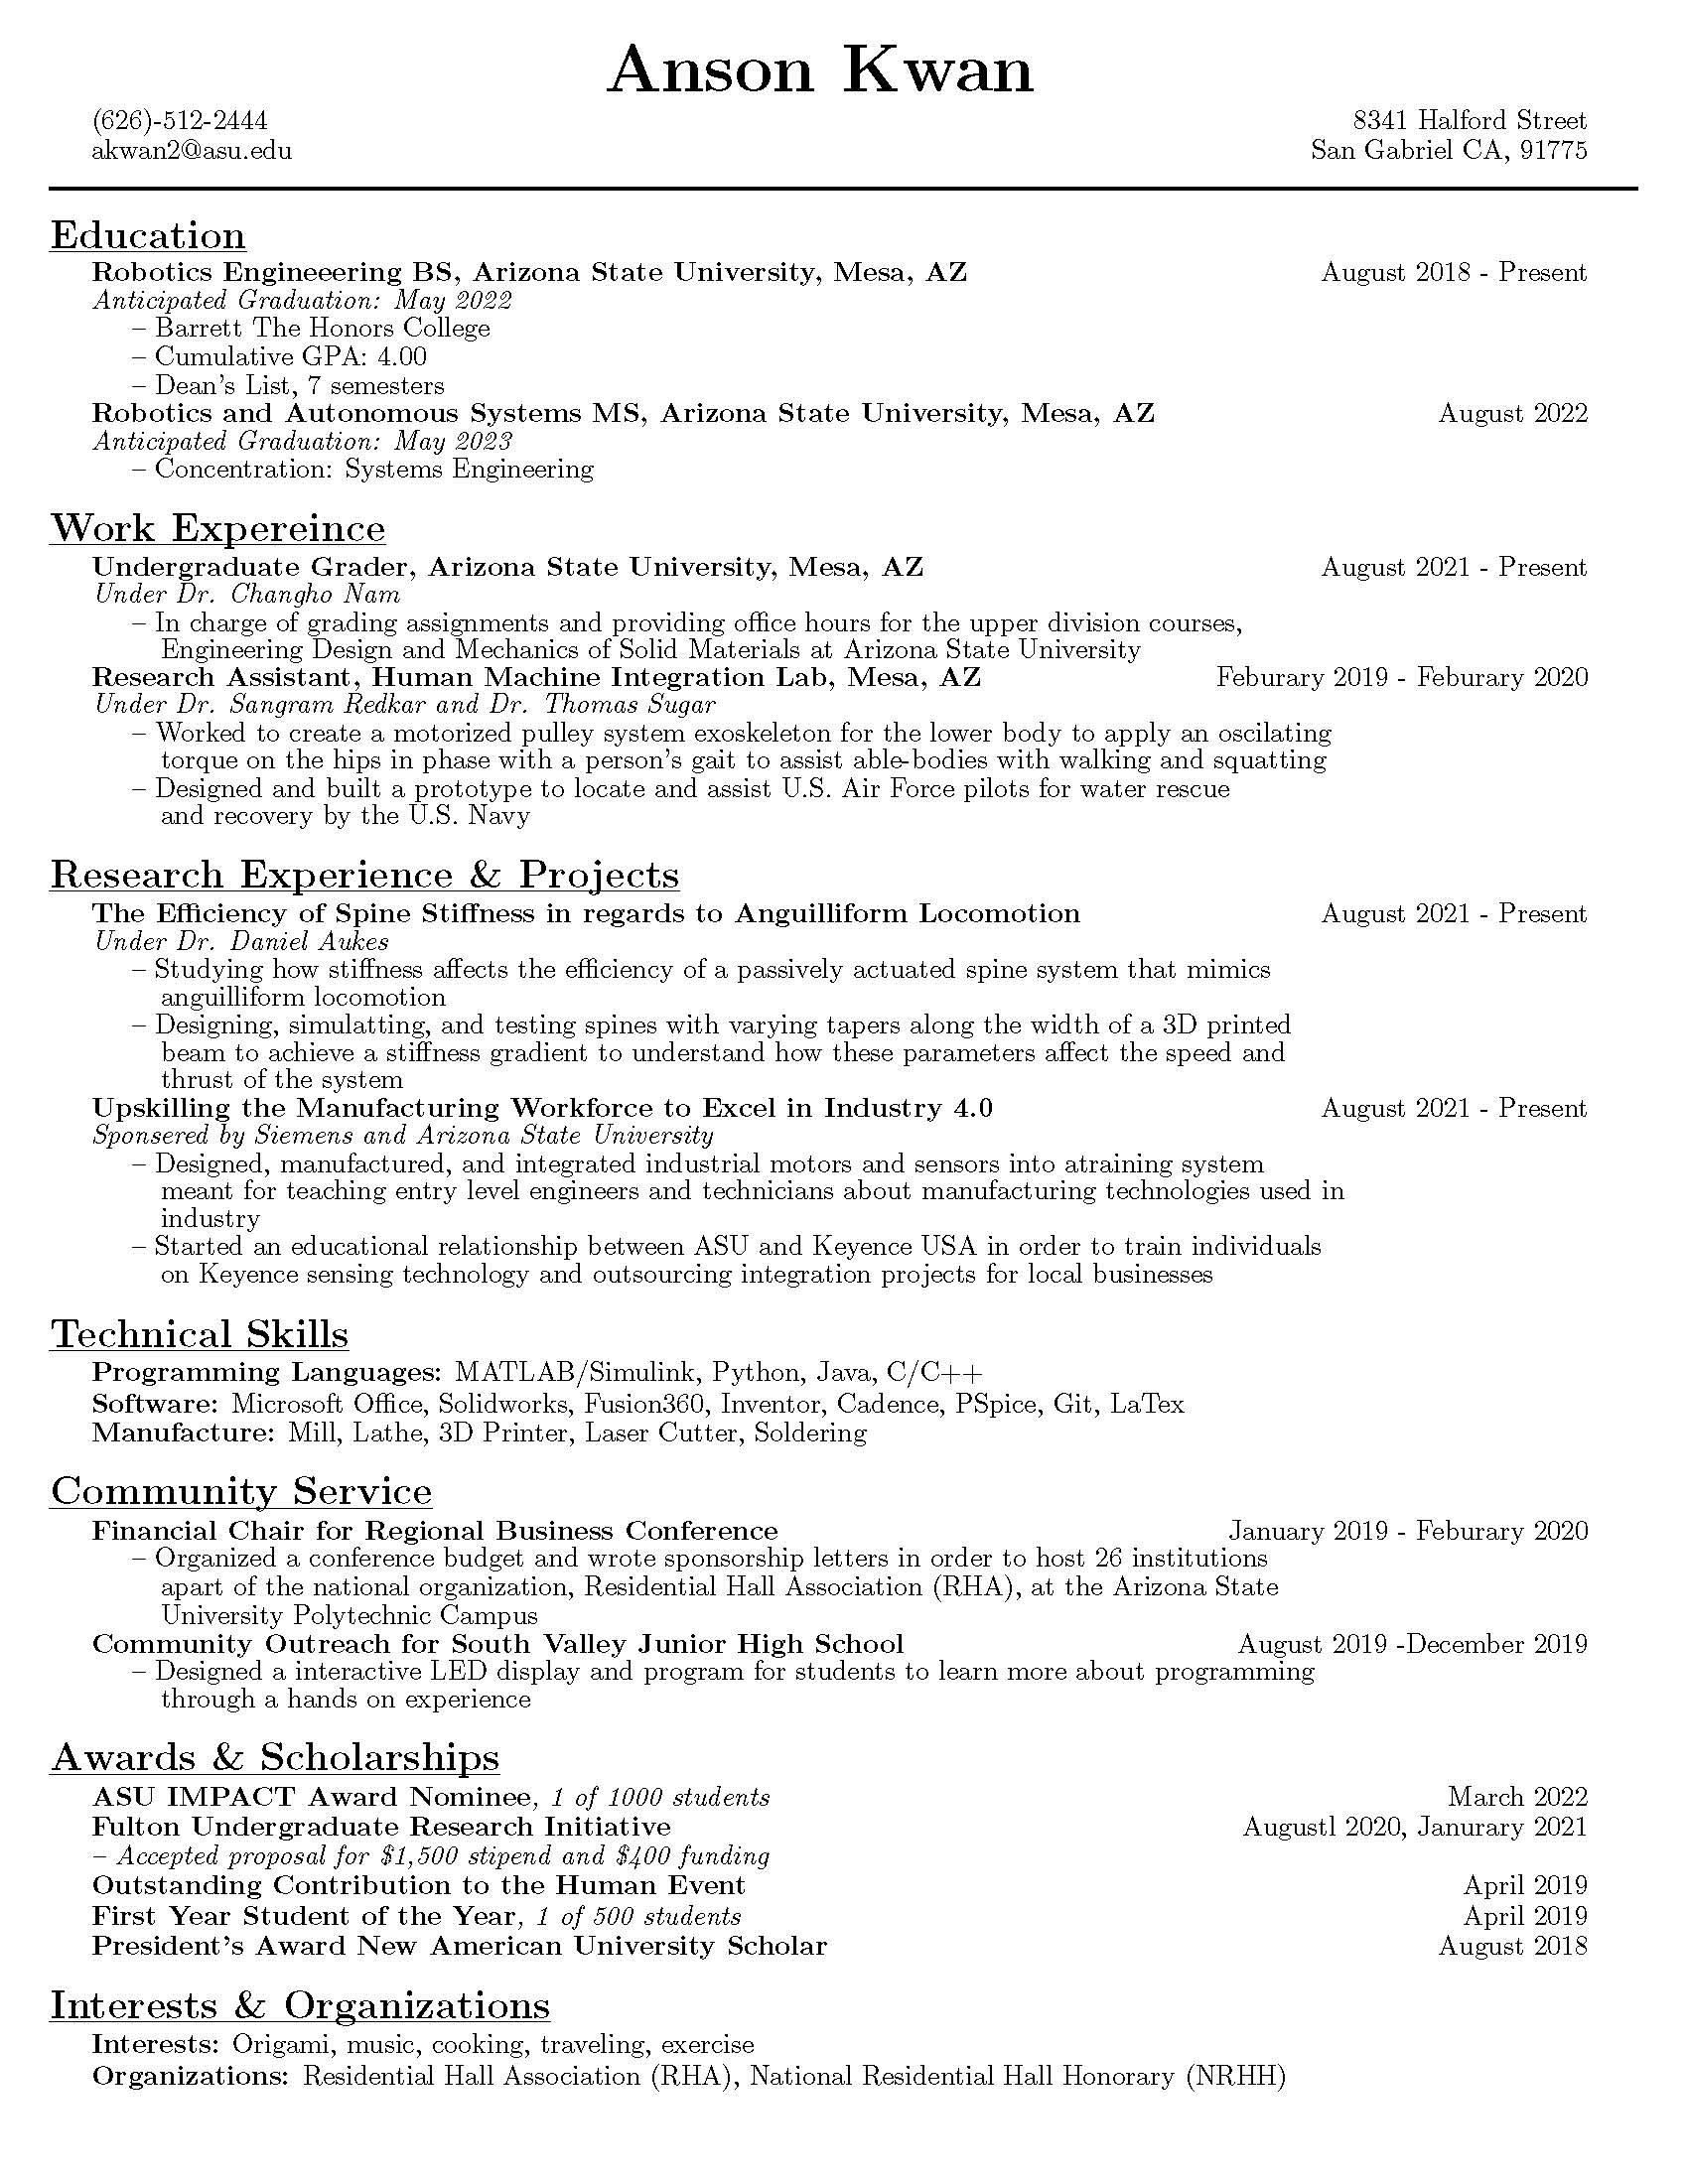 Anson Kwan
(626)-512-2444 8341 Halford Street
akwan2@asu.edu San Gabriel CA, 91775
Education
Robotics Engineeering BS, Arizona State University, Mesa, AZ August 2018 - Present
Anticipated Graduation: May 2022
– Barrett The Honors College
– Cumulative GPA: 4.00
– Dean's List, 7 semesters
Robotics and Autonomous Systems MS, Arizona State University, Mesa, AZ August 2022
Anticipated Graduation: May 2023
– Concentration: Systems Engineering
Work Expereince
Undergraduate Grader, Arizona State University, Mesa, AZ August 2021 - Present
Under Dr. Changho Nam
– In charge of grading assignments and providing office hours for the upper division courses,
Engineering Design and Mechanics of Solid Materials at Arizona State University
Research Assistant, Human Machine Integration Lab, Mesa, AZ Feburary 2019 - Feburary 2020
Under Dr. Sangram Redkar and Dr. Thomas Sugar
– Worked to create a motorized pulley system exoskeleton for the lower body to apply an oscilating
torque on the hips in phase with a person's gait to assist able-bodies with walking and squatting
– Designed and built a prototype to locate and assist U.S. Air Force pilots for water rescue
and recovery by the U.S. Navy
Research Experience & Projects
The Efficiency of Spine Stiffness in regards to Anguilliform Locomotion August 2021 - Present
Under Dr. Daniel Aukes
– Studying how stiffness affects the efficiency of a passively actuated spine system that mimics
anguilliform locomotion
– Designing, simulatting, and testing spines with varying tapers along the width of a 3D printed
beam to achieve a stiffness gradient to understand how these parameters affect the speed and
thrust of the system
Upskilling the Manufacturing Workforce to Excel in Industry 4.0 August 2021 - Present
Sponsered by Siemens and Arizona State University
– Designed, manufactured, and integrated industrial motors and sensors into atraining system
meant for teaching entry level engineers and technicians about manufacturing technologies used in
industry
– Started an educational relationship between ASU and Keyence USA in order to train individuals
on Keyence sensing technology and outsourcing integration projects for local businesses
Technical Skills
Programming Languages: MATLAB/Simulink, Python, Java, C/C++
Software: Microsoft Office, Solidworks, Fusion360, Inventor, Cadence, PSpice, Git, LaTex
Manufacture: Mill, Lathe, 3D Printer, Laser Cutter, Soldering
Community Service
Financial Chair for Regional Business Conference January 2019 - Feburary 2020
– Organized a conference budget and wrote sponsorship letters in order to host 26 institutions
apart of the national organization, Residential Hall Association (RHA), at the Arizona State
University Polytechnic Campus
Community Outreach for South Valley Junior High School August 2019 -December 2019
– Designed a interactive LED display and program for students to learn more about programming
through a hands on experience
Awards & Scholarships
ASU IMPACT Award Nominee, 1 of 1000 students March 2022
Fulton Undergraduate Research Initiative Augustl 2020, Janurary 2021
– Accepted proposal for $1,500 stipend and $400 funding
Outstanding Contribution to the Human Event April 2019
First Year Student of the Year, 1 of 500 students April 2019
President's Award New American University Scholar August 2018
Interests & Organizations
Interests: Origami, music, cooking, traveling, exercise
Organizations: Residential Hall Association (RHA), National Residential Hall Honorary (NRHH)